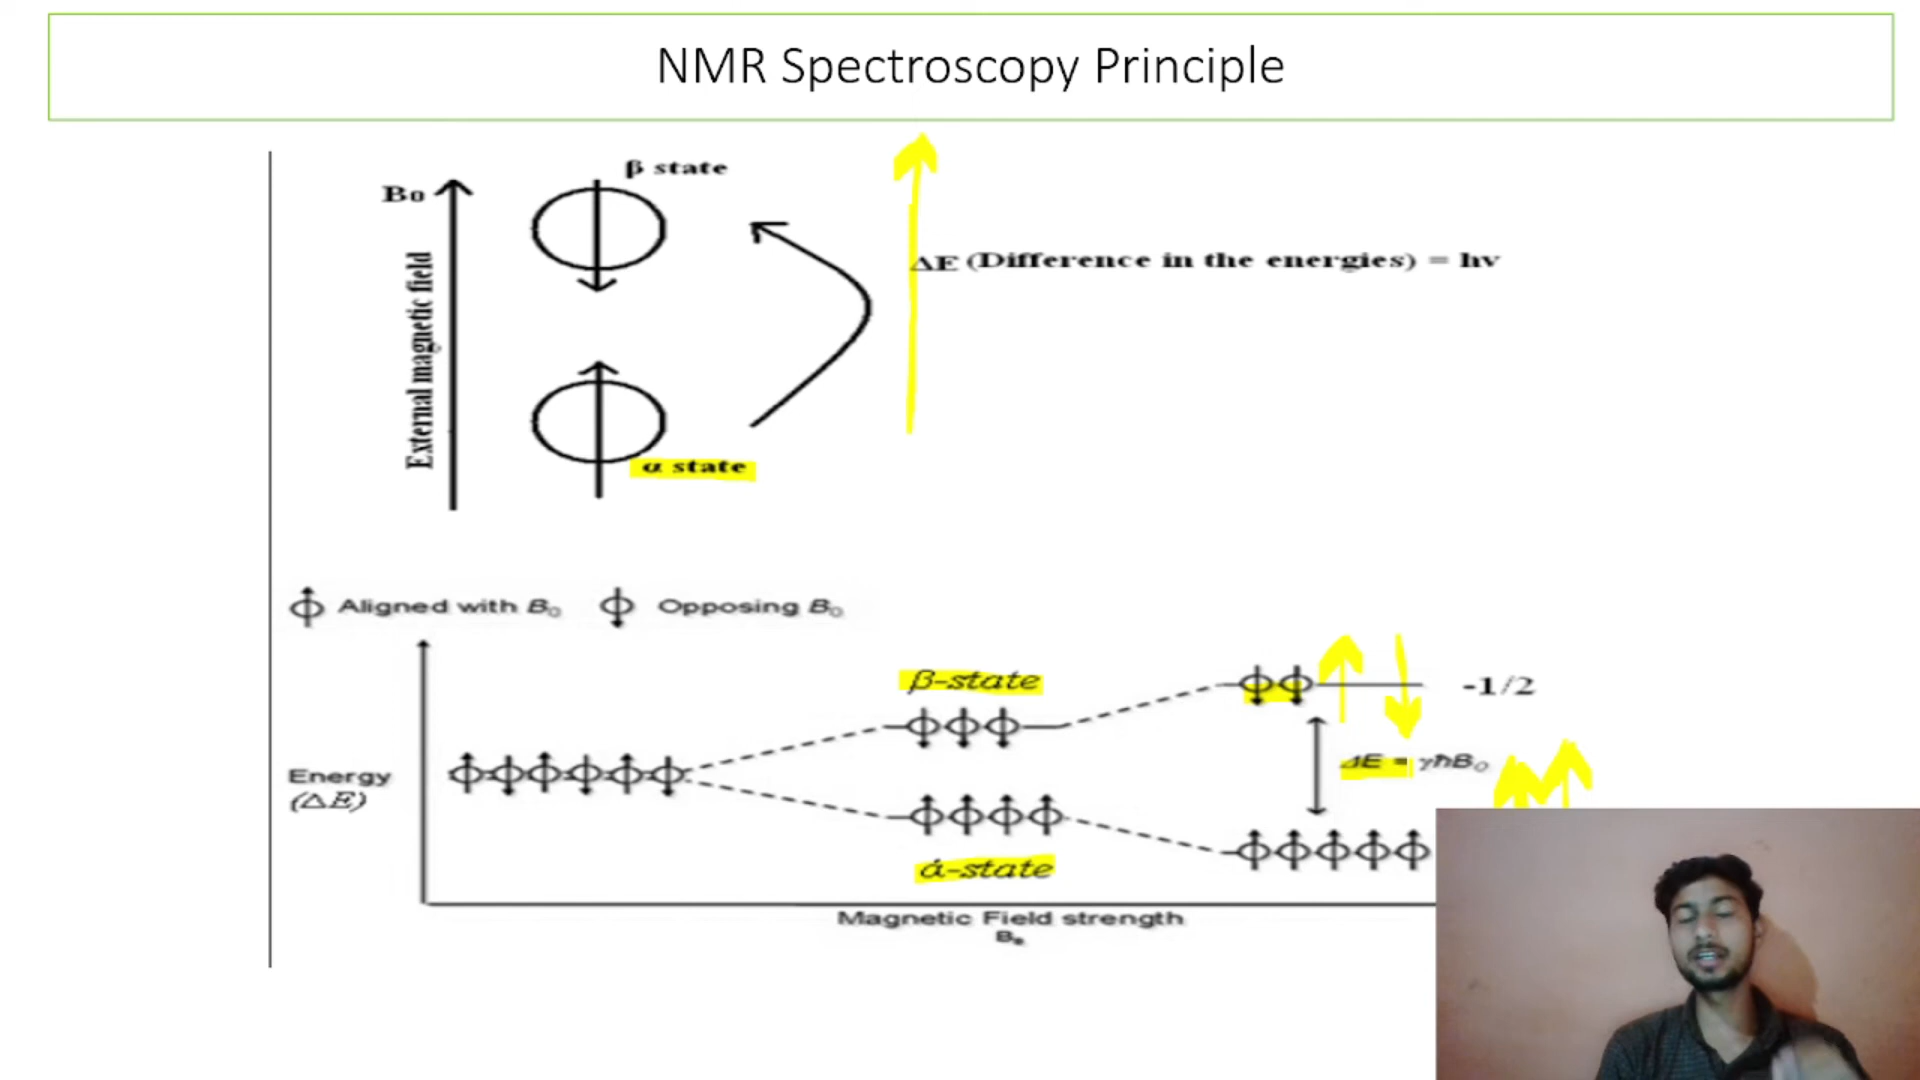 NMR Spectroscopy Principle
β state
B₀
External magnetic field
ΔE (Difference in the energies) = hν
α state
Aligned with B₀ Opposing B₀
β-state
-1/2
ΔE = γħB₀
Energy
(ΔE)
ά-state
Magnetic Field strength
B₀